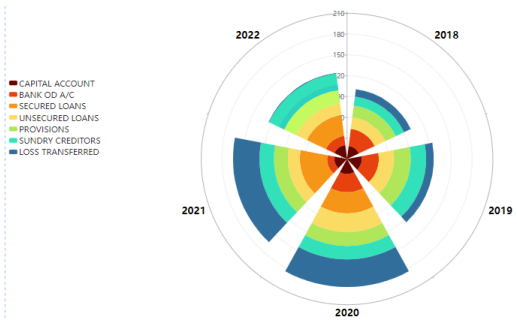 210
180
150
120
90
2022
2018
CAPITAL ACCOUNT
BANK OD A/C
SECURED LOANS
UNSECURED LOANS
PROVISIONS
SUNDRY CREDITORS
LOSS TRANSFERRED
2021
2019
2020